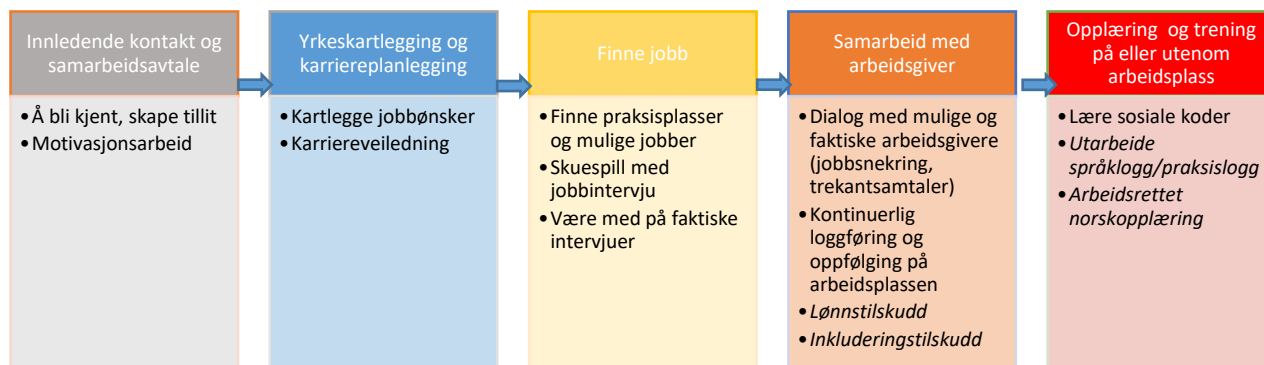 Innledende kontakt og
samarbeidsavtale
•Å bli kjent, skape tillit
•Motivasjonsarbeid
Yrkeskartlegging og
karriereplanlegging
•Kartlegge jobbønsker
•Karriereveiledning
Finne jobb
•Finne praksisplasser
og mulige jobber
•Skuespill med
jobbintervju
•Være med på faktiske
intervjuer
Samarbeid med
arbeidsgiver
•Dialog med mulige og
faktiske arbeidsgivere
(jobbsnekring,
trekantsamtaler)
•Kontinuerlig
loggføring og
oppfølging på
arbeidsplassen
•Lønnstilskudd
•Inkluderingstilskudd
Opplæring og trening
på eller utenom
arbeidsplass
•Lære sosiale koder
•Utarbeide
språklogg/praksislogg
•Arbeidsrettet
norskopplæring